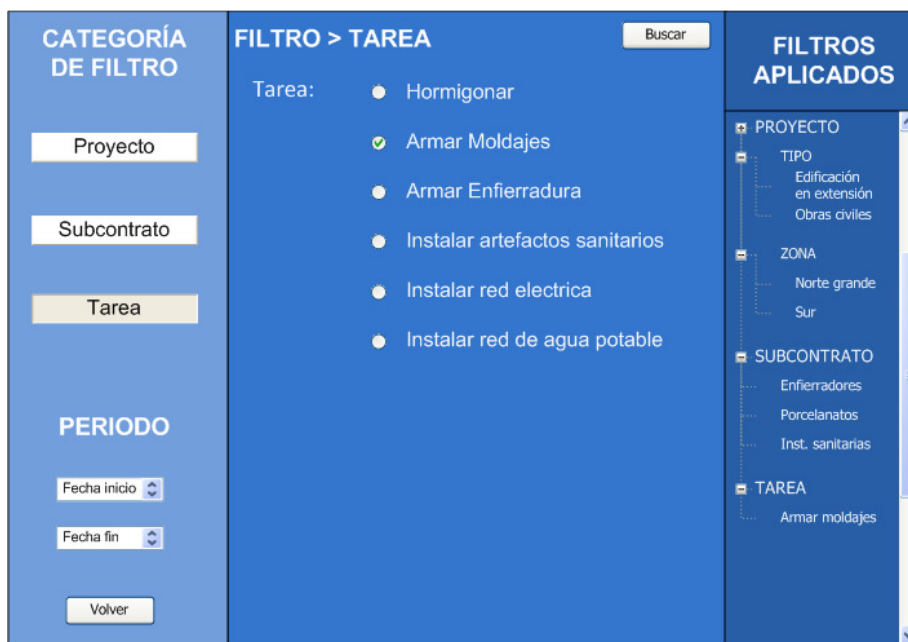 CATEGORÍA
DE FILTRO
Proyecto
Subcontrato
Tarea
PERIODO
Fecha inicio
Fecha fin
Volver
FILTRO > TAREA
Buscar
Tarea:
Hormigonar
Armar Moldajes
Armar Enfierradura
Instalar artefactos sanitarios
Instalar red electrica
Instalar red de agua potable
FILTROS
APLICADOS
PROYECTO
TIPO
Edificación
en extensión
Obras civiles
ZONA
Norte grande
Sur
SUBCONTRATO
Enfierradores
Porcelanatos
Inst. sanitarias
TAREA
Armar moldajes